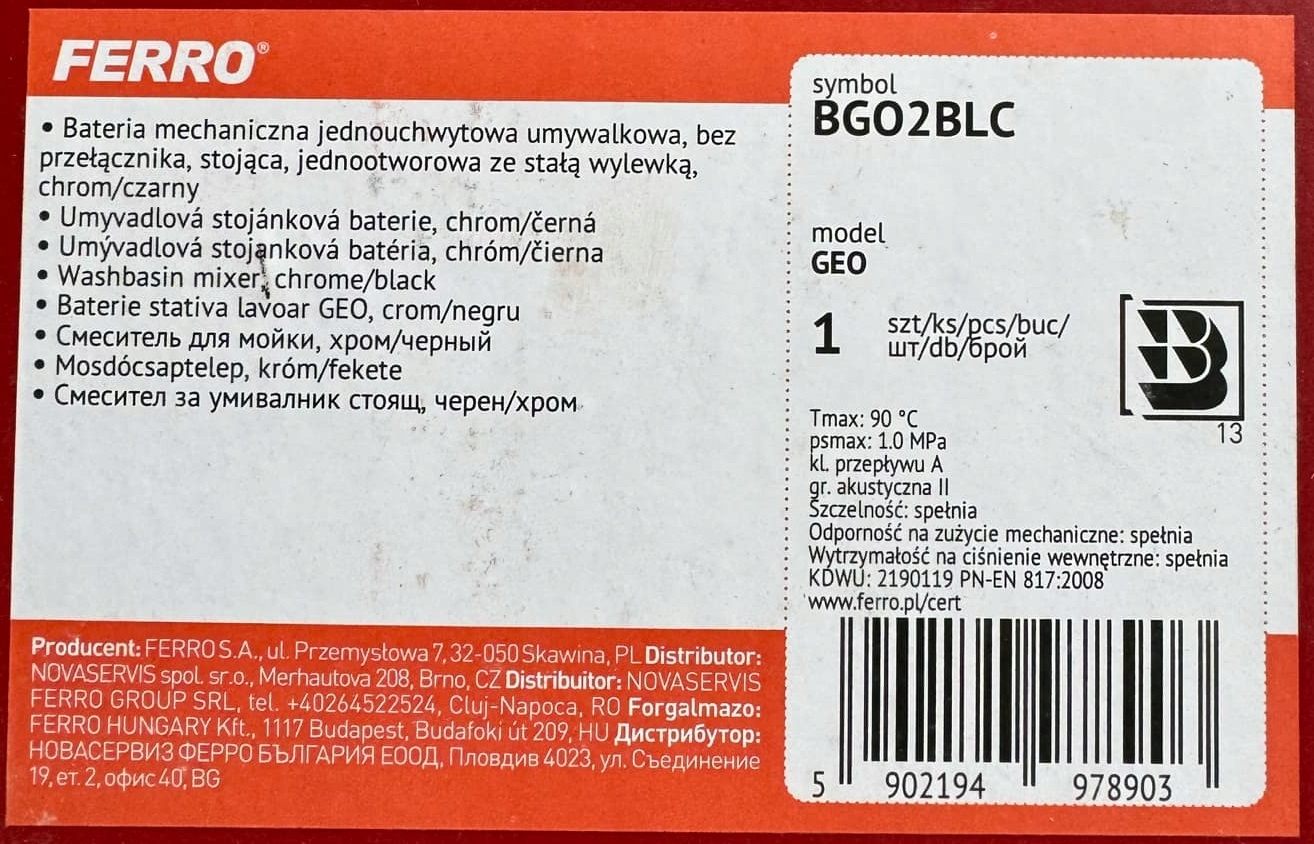 FERRO®
• Bateria mechaniczna jednouchwytowa umywalkowa, bez
przełącznika, stojąca, jednootworowa ze stałą wylewką,
chrom/czarny
• Umyvadlová stojánková baterie, chrom/černá
• Umývadlová stojanková batéria, chróm/čierna
• Washbasin mixer, chrome/black
• Baterie stativa lavoar GEO, crom/negru
• Смеситель для мойки, хром/черный
• Mosdócsaptelep, króm/fekete
• Смесител за умивалник стоящ, черен/хром
Producent: FERRO S.A., ul. Przemysłowa 7, 32-050 Skawina, PL Distributor:
NOVASERVIS spol. sr.o., Merhautova 208, Brno, CZ Distribuitor: NOVASERVIS
FERRO GROUP SRL, tel. +40264522524, Cluj-Napoca, RO Forgalmazo:
FERRO HUNGARY Kft., 1117 Budapest, Budafoki út 209, HU Дистрибутор:
НОВАСЕРВИЗ ФЕРРО БЪЛГАРИЯ ЕООД, Пловдив 4023, ул. Съединение
19, ет. 2, офис 40, BG
symbol
BGO2BLC
model
GEO
1 szt/ks/pcs/buc/
шт/db/брой
B
13
Tmax: 90 °C
psmax: 1.0 MPa
kl. przepływu A
gr. akustyczna II
Szczelność: spełnia
Odporność na zużycie mechaniczne: spełnia
Wytrzymałość na ciśnienie wewnętrzne: spełnia
KDWU: 2190119 PN-EN 817:2008
www.ferro.pl/cert
5 902194 978903